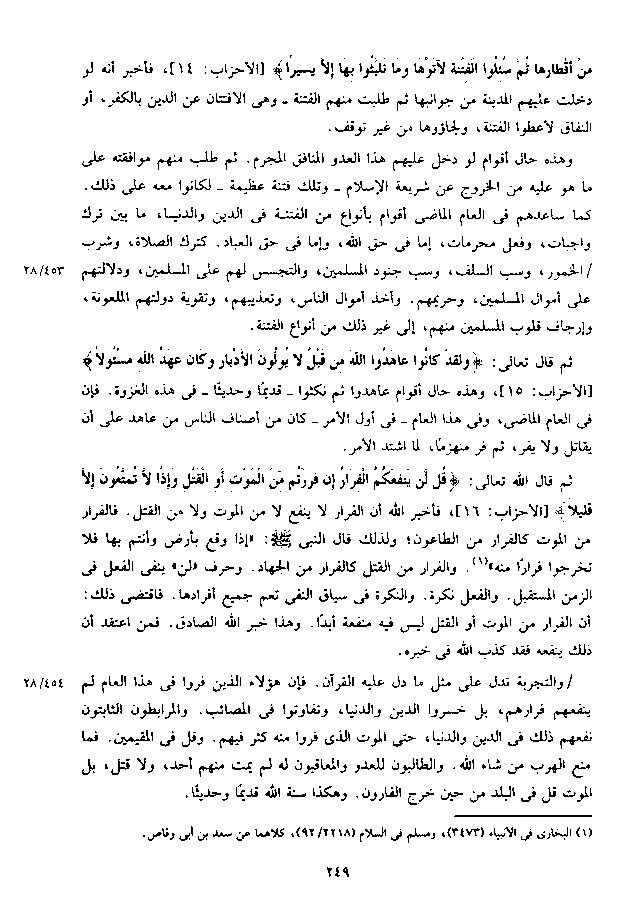 مِّنْ أَقْطَارِهَا ثُمَّ سُئِلُوا الْفِتْنَةَ لَآتَوْهَا وَمَا تَلَبَّثُوا بِهَا إِلاَّ يَسِيرًا﴾ [الأحزاب: ١٤]، فأخبر أنه لو
دخلت عليهم المدينة من جوانبها ثم طلبت منهم الفتنة ـ وهى الافتتان عن الدين بالكفر، أو
النفاق لأعطوا الفتنة، ولجاؤوها من غير توقف.
وهذه حال أقوام لو دخل عليهم هذا العدو المنافق المجرم. ثم طلب منهم موافقته على
ما هو عليه من الخروج عن شريعة الإسلام ـ وتلك فتنة عظيمة ـ لكانوا معه على ذلك.
كما ساعدهم فى العام الماضى أقوام بأنواع من الفتنة فى الدين والدنيا، ما بين ترك
واجبات، وفعل محرمات، إما فى حق الله، وإما فى حق العباد. كترك الصلاة، وشرب
٢٨/٤٥٣ / الخمور، وسب السلف، وسب جنود المسلمين، والتجسس لهم على المسلمين، ودلالتهم
على أموال المسلمين، وحريمهم. وأخذ أموال الناس، وتعذيبهم، وتقوية دولتهم الملعونة،
وإرجاف قلوب المسلمين منهم، إلى غير ذلك من أنواع الفتنة.
ثم قال تعالى: ﴿وَلَقَدْ كَانُوا عَاهَدُوا اللَّهَ مِن قَبْلُ لا يُوَلُّونَ الأَدْبَارَ وَكَانَ عَهْدُ اللَّهِ مَسْئُولاً﴾
[الأحزاب: ١٥]، وهذه حال أقوام عاهدوا ثم نكثوا ـ قديمًا وحديثًا ـ فى هذه الغزوة. فإن
فى العام الماضى، وفى هذا العام ـ فى أول الأمر ـ كان من أصناف الناس من عاهد على أن
يقاتل ولا يفر، ثم فر منهزمًا، لما اشتد الأمر.
ثم قال الله تعالى: ﴿قُل لَّن يَنفَعَكُمُ الْفِرَارُ إِن فَرَرْتُم مِّنَ الْمَوْتِ أَوِ الْقَتْلِ وَإِذًا لاَّ تُمَتَّعُونَ إِلاَّ
قَلِيلاً﴾ [الأحزاب: ١٦]، فأخبر الله أن الفرار لا ينفع لا من الموت ولا من القتل. فالفرار
من الموت كالفرار من الطاعون؛ ولذلك قال النبى ﷺ: «إذا وقع بأرض وأنتم بها فلا
تخرجوا فرارًا منه»(١). والفرار من القتل كالفرار من الجهاد. وحرف «لن» ينفى الفعل فى
الزمن المستقبل. والفعل نكرة. والنكرة فى سياق النفى تعم جميع أفرادها. فاقتضى ذلك:
أن الفرار من الموت أو القتل ليس فيه منفعة أبدًا. وهذا خبر الله الصادق. فمن اعتقد أن
ذلك ينفعه فقد كذب الله فى خبره.
٢٨/٤٥٤ / والتجربة تدل على مثل ما دل عليه القرآن. فإن هؤلاء الذين فروا فى هذا العام لم
ينفعهم فرارهم، بل خسروا الدين والدنيا، وتفاوتوا فى المصائب. والمرابطون الثابتون
نفعهم ذلك فى الدين والدنيا، حتى الموت الذى فروا منه كثر فيهم. وقل فى المقيمين. فما
منع الهرب من شاء الله. والطالبون للعدو والمعاقبون له لم يمت منهم أحد، ولا قتل، بل
الموت قل فى البلد من حين خرج الفارون. وهكذا سنة الله قديمًا وحديثًا.
(١) البخارى فى الأنبياء (٣٤٧٣)، ومسلم فى السلام (٩٢/٢٢١٨)، كلاهما عن سعد بن أبى وقاص.
٢٤٩